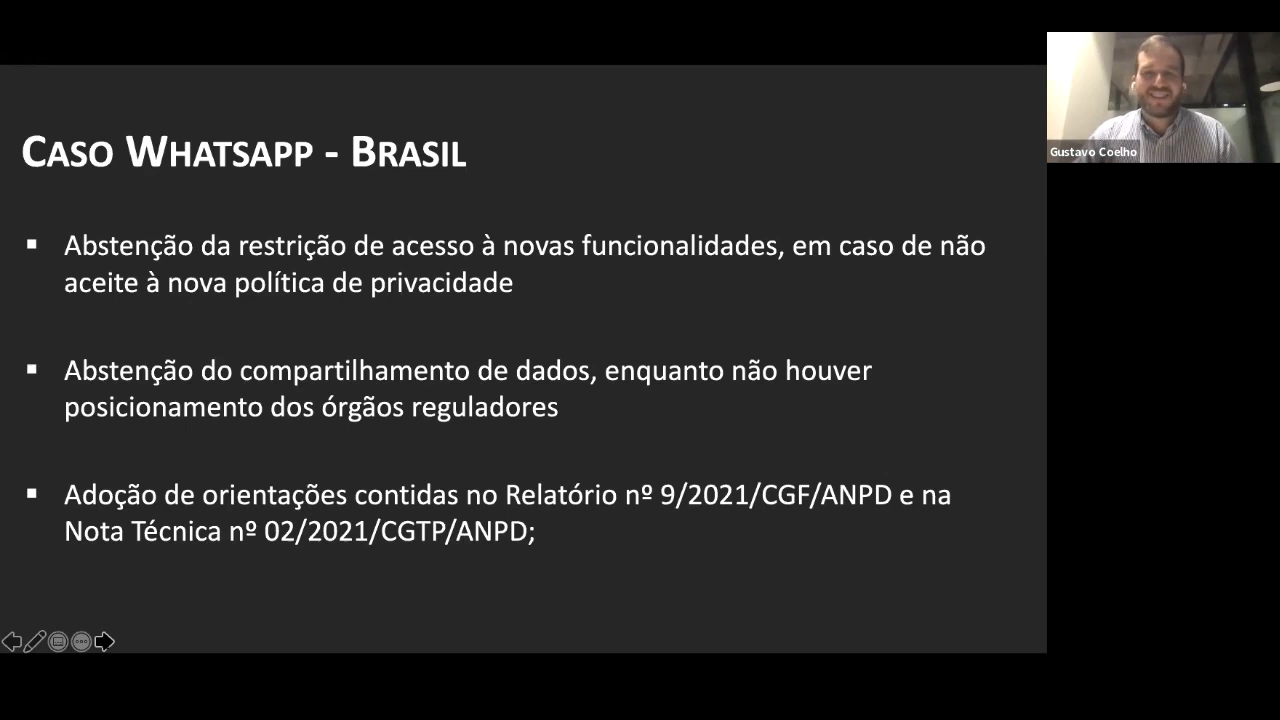 CASO WHATSAPP - BRASIL
▪ Abstenção da restrição de acesso à novas funcionalidades, em caso de não
aceite à nova política de privacidade
▪ Abstenção do compartilhamento de dados, enquanto não houver
posicionamento dos órgãos reguladores
▪ Adoção de orientações contidas no Relatório nº 9/2021/CGF/ANPD e na
Nota Técnica nº 02/2021/CGTP/ANPD;
Gustavo Coelho